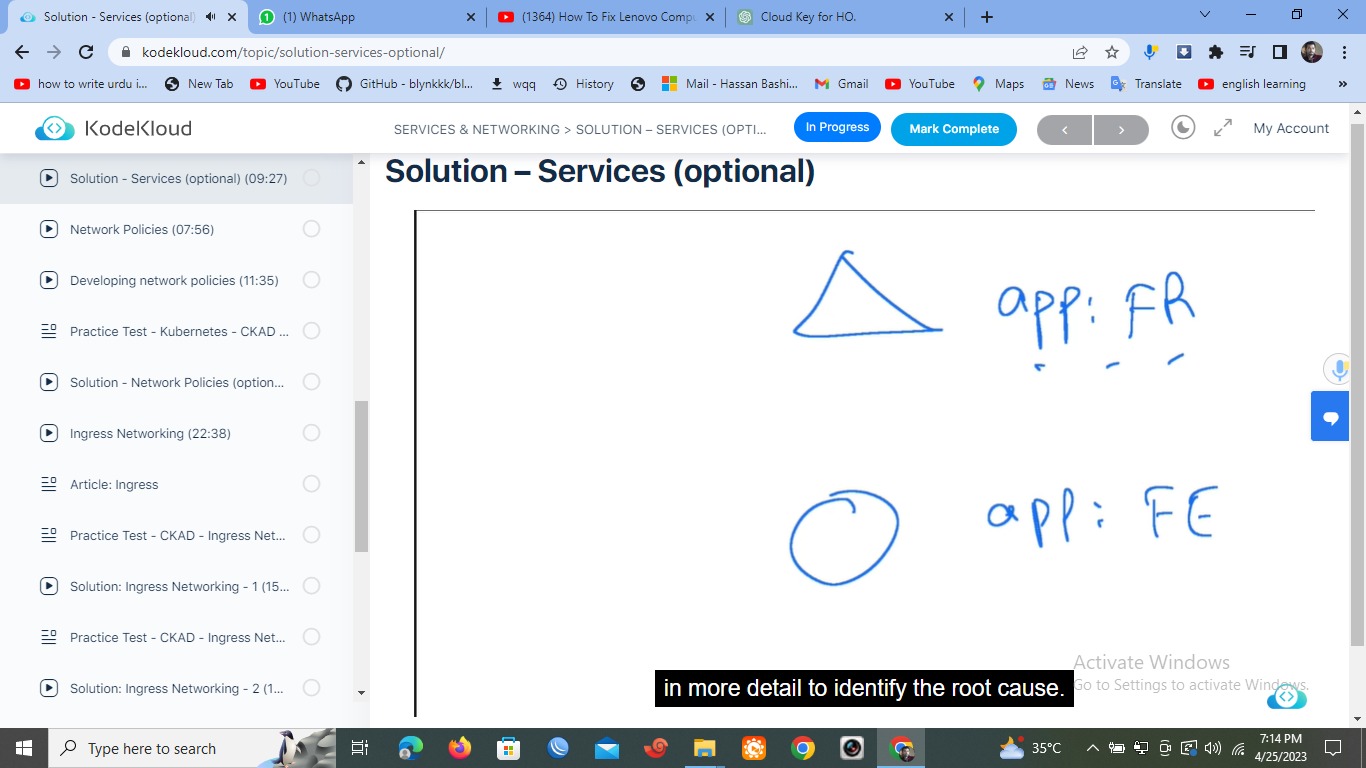 Solution - Services (optional)
(1) WhatsApp
(1364) How To Fix Lenovo Compu
Cloud Key for HO.
kodekloud.com/topic/solution-services-optional/
how to write urdu i...
New Tab
YouTube
GitHub - blynkkk/bl...
wqq
History
Mail - Hassan Bashi...
Gmail
YouTube
Maps
News
Translate
english learning
»
KodeKloud
SERVICES & NETWORKING > SOLUTION – SERVICES (OPTI...
In Progress
Mark Complete
My Account
Solution - Services (optional) (09:27)
Network Policies (07:56)
Developing network policies (11:35)
Practice Test - Kubernetes - CKAD ...
Solution - Network Policies (option...
Ingress Networking (22:38)
Article: Ingress
Practice Test - CKAD - Ingress Net...
Solution: Ingress Networking - 1 (15...
Practice Test - CKAD - Ingress Net...
Solution: Ingress Networking - 2 (1...
Solution – Services (optional)
app: FR
app: FE
in more detail to identify the root cause.
Activate Windows
Go to Settings to activate Windows.
Type here to search
35°C
7:14 PM
4/25/2023